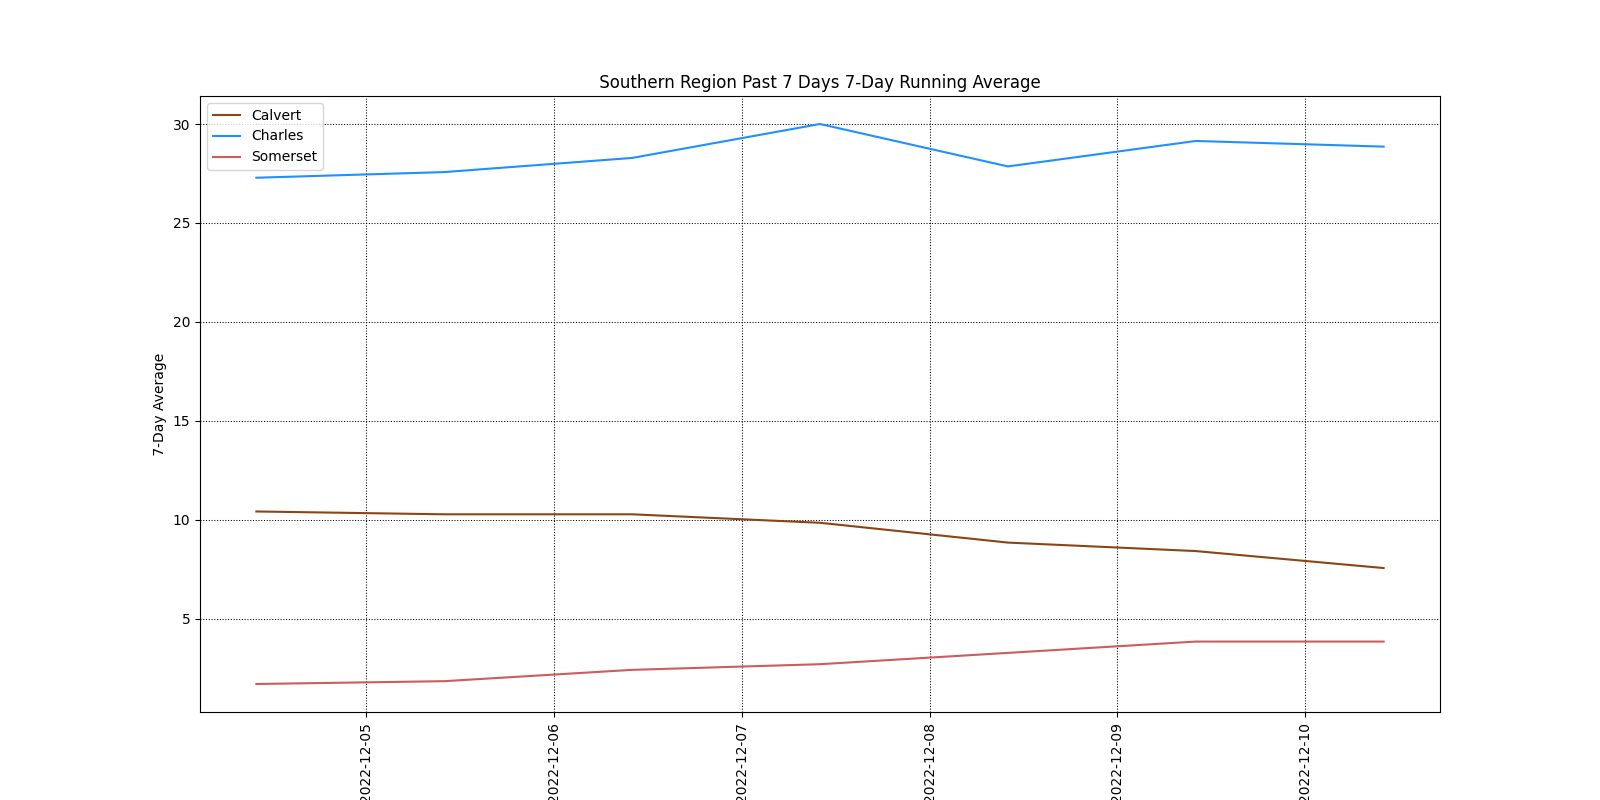 Southern Region Past 7 Days 7-Day Running Average
Calvert
Charles
Somerset
30
25
20
15
10
5
7-Day Average
2022-12-05
2022-12-06
2022-12-07
2022-12-08
2022-12-09
2022-12-10